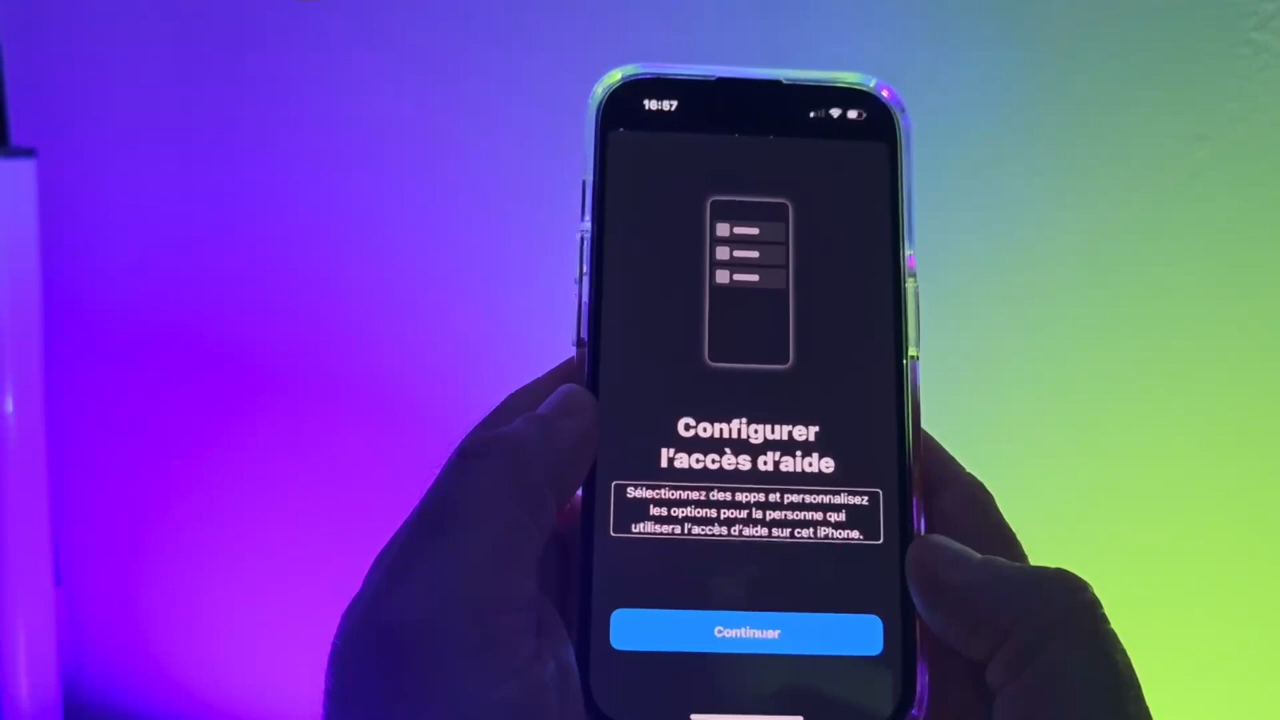 16:57
Configurer
l'accès d'aide
Sélectionnez des apps et personnalisez
les options pour la personne qui
utilisera l'accès d'aide sur cet iPhone.
Continuer